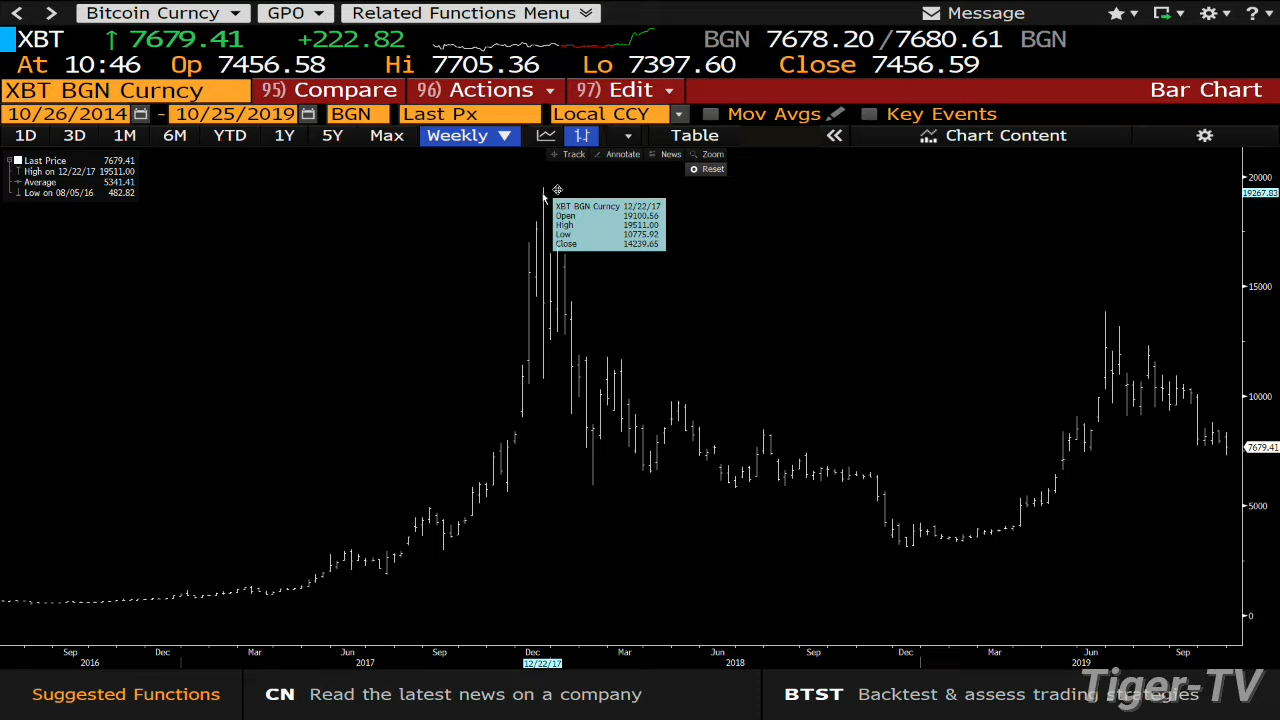 Bitcoin Curncy GPO Related Functions Menu Message ?
XBT ↑ 7679.41 +222.82 BGN 7678.20/7680.61 BGN
At 10:46 Op 7456.58 Hi 7705.36 Lo 7397.60 Close 7456.59
XBT BGN Curncy 95) Compare 96) Actions 97) Edit Bar Chart
10/26/2014 - 10/25/2019 BGN Last Px Local CCY Mov Avgs Key Events
1D 3D 1M 6M YTD 1Y 5Y Max Weekly ▼ Table « Chart Content
Track Annotate News Zoom
Reset
Last Price 7679.41
High on 12/22/17 19511.00
Average 5341.41
Low on 08/05/16 482.82
XBT BGN Curncy 12/22/17
Open 19100.56
High 19511.00
Low 10775.92
Close 14239.65
20000
19267.83
15000
10000
7679.41
5000
0
Sep Dec Mar Jun Sep Dec Mar Jun Sep Dec Mar Jun Sep
2016 2017 12/22/17 2018 2019
Suggested Functions CN Read the latest news on a company BTST Backtest & assess trading strategies
Tiger-TV